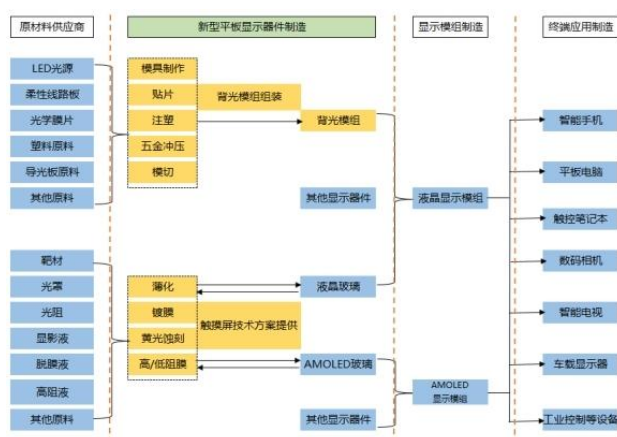 原材料供应商
新型平板显示器件制造
显示模组制造
终端应用制造
LED光源
柔性线路板
光学膜片
塑料原料
导光板原料
其他原料
模具制作
贴片
注塑
五金冲压
模切
背光模组组装
背光模组
其他显示器件
液晶显示模组
智能手机
平板电脑
触控笔记本
数码相机
智能电视
车载显示器
工业控制等设备
靶材
光罩
光阻
显影液
脱膜液
高阻液
其他原料
薄化
镀膜
黄光蚀刻
高/低阻膜
触摸屏技术方案提供
液晶玻璃
AMOLED玻璃
其他显示器件
AMOLED
显示模组